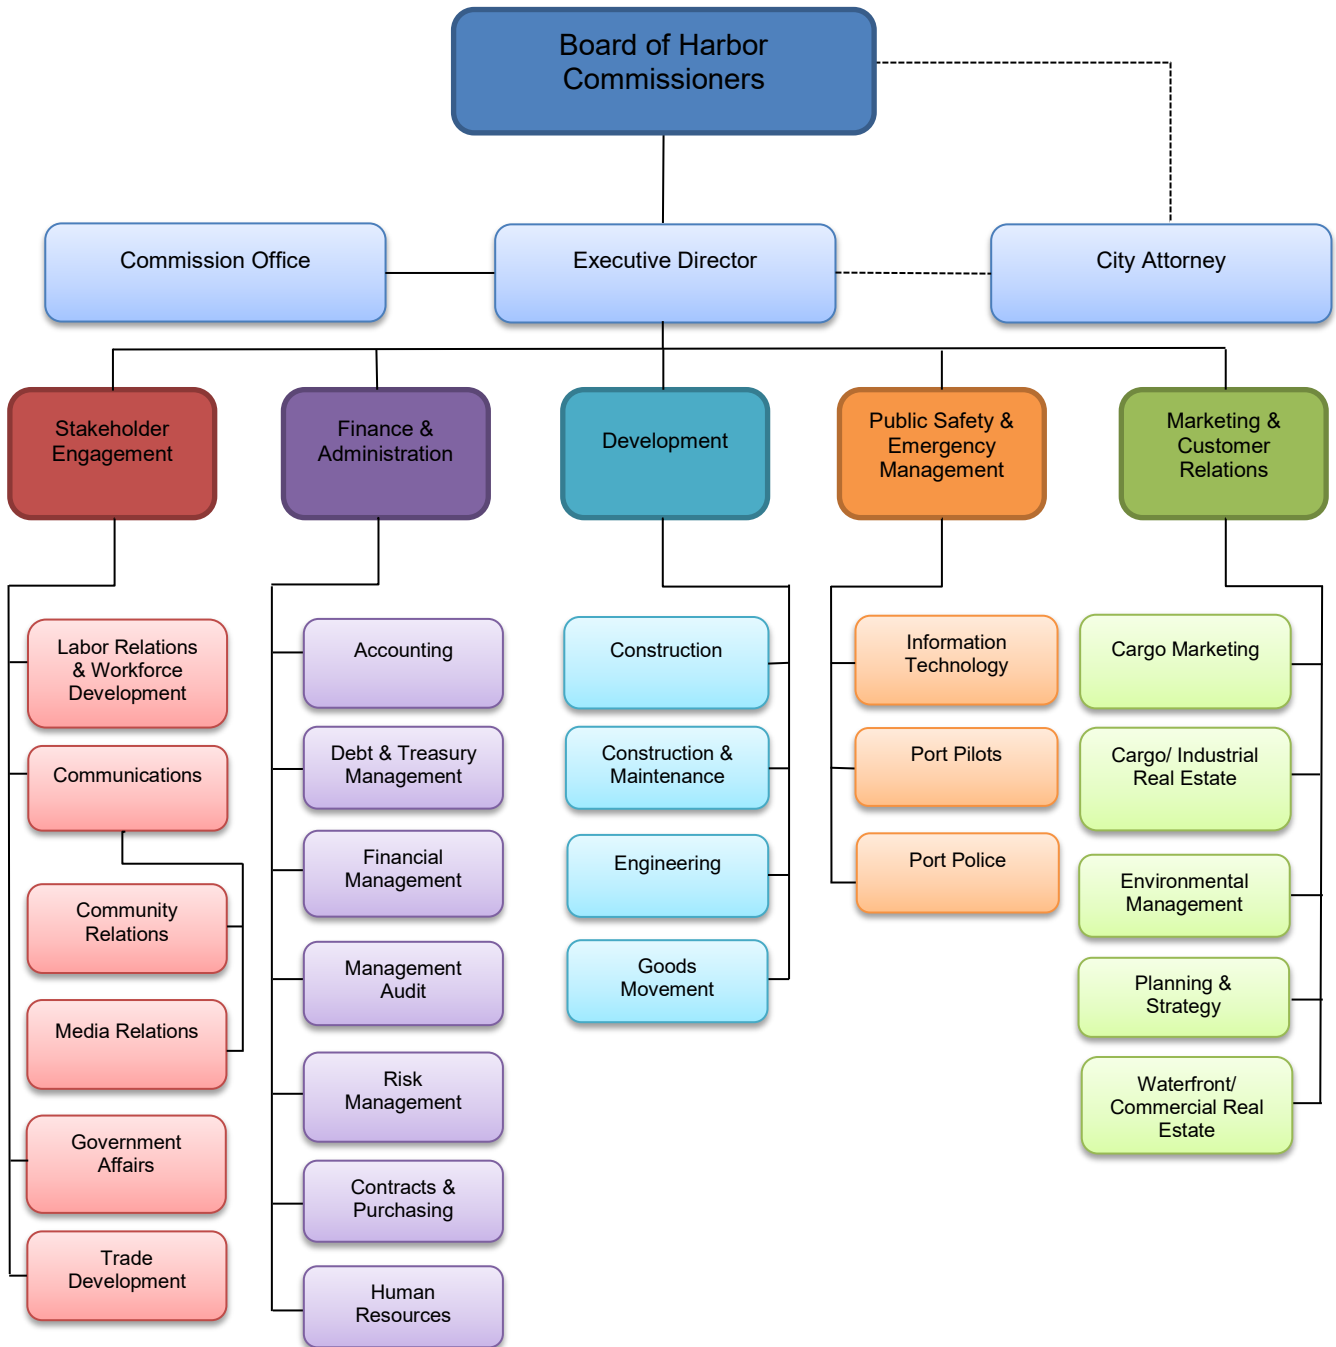 Board of Harbor
Commissioners
Commission Office
Executive Director
City Attorney
Stakeholder
Engagement
Finance &
Administration
Development
Public Safety &
Emergency
Management
Marketing &
Customer
Relations
Labor Relations
& Workforce
Development
Communications
Community
Relations
Media Relations
Government
Affairs
Trade
Development
Accounting
Debt & Treasury
Management
Financial
Management
Management
Audit
Risk
Management
Contracts &
Purchasing
Human
Resources
Construction
Construction &
Maintenance
Engineering
Goods
Movement
Information
Technology
Port Pilots
Port Police
Cargo Marketing
Cargo/ Industrial
Real Estate
Environmental
Management
Planning &
Strategy
Waterfront/
Commercial Real
Estate